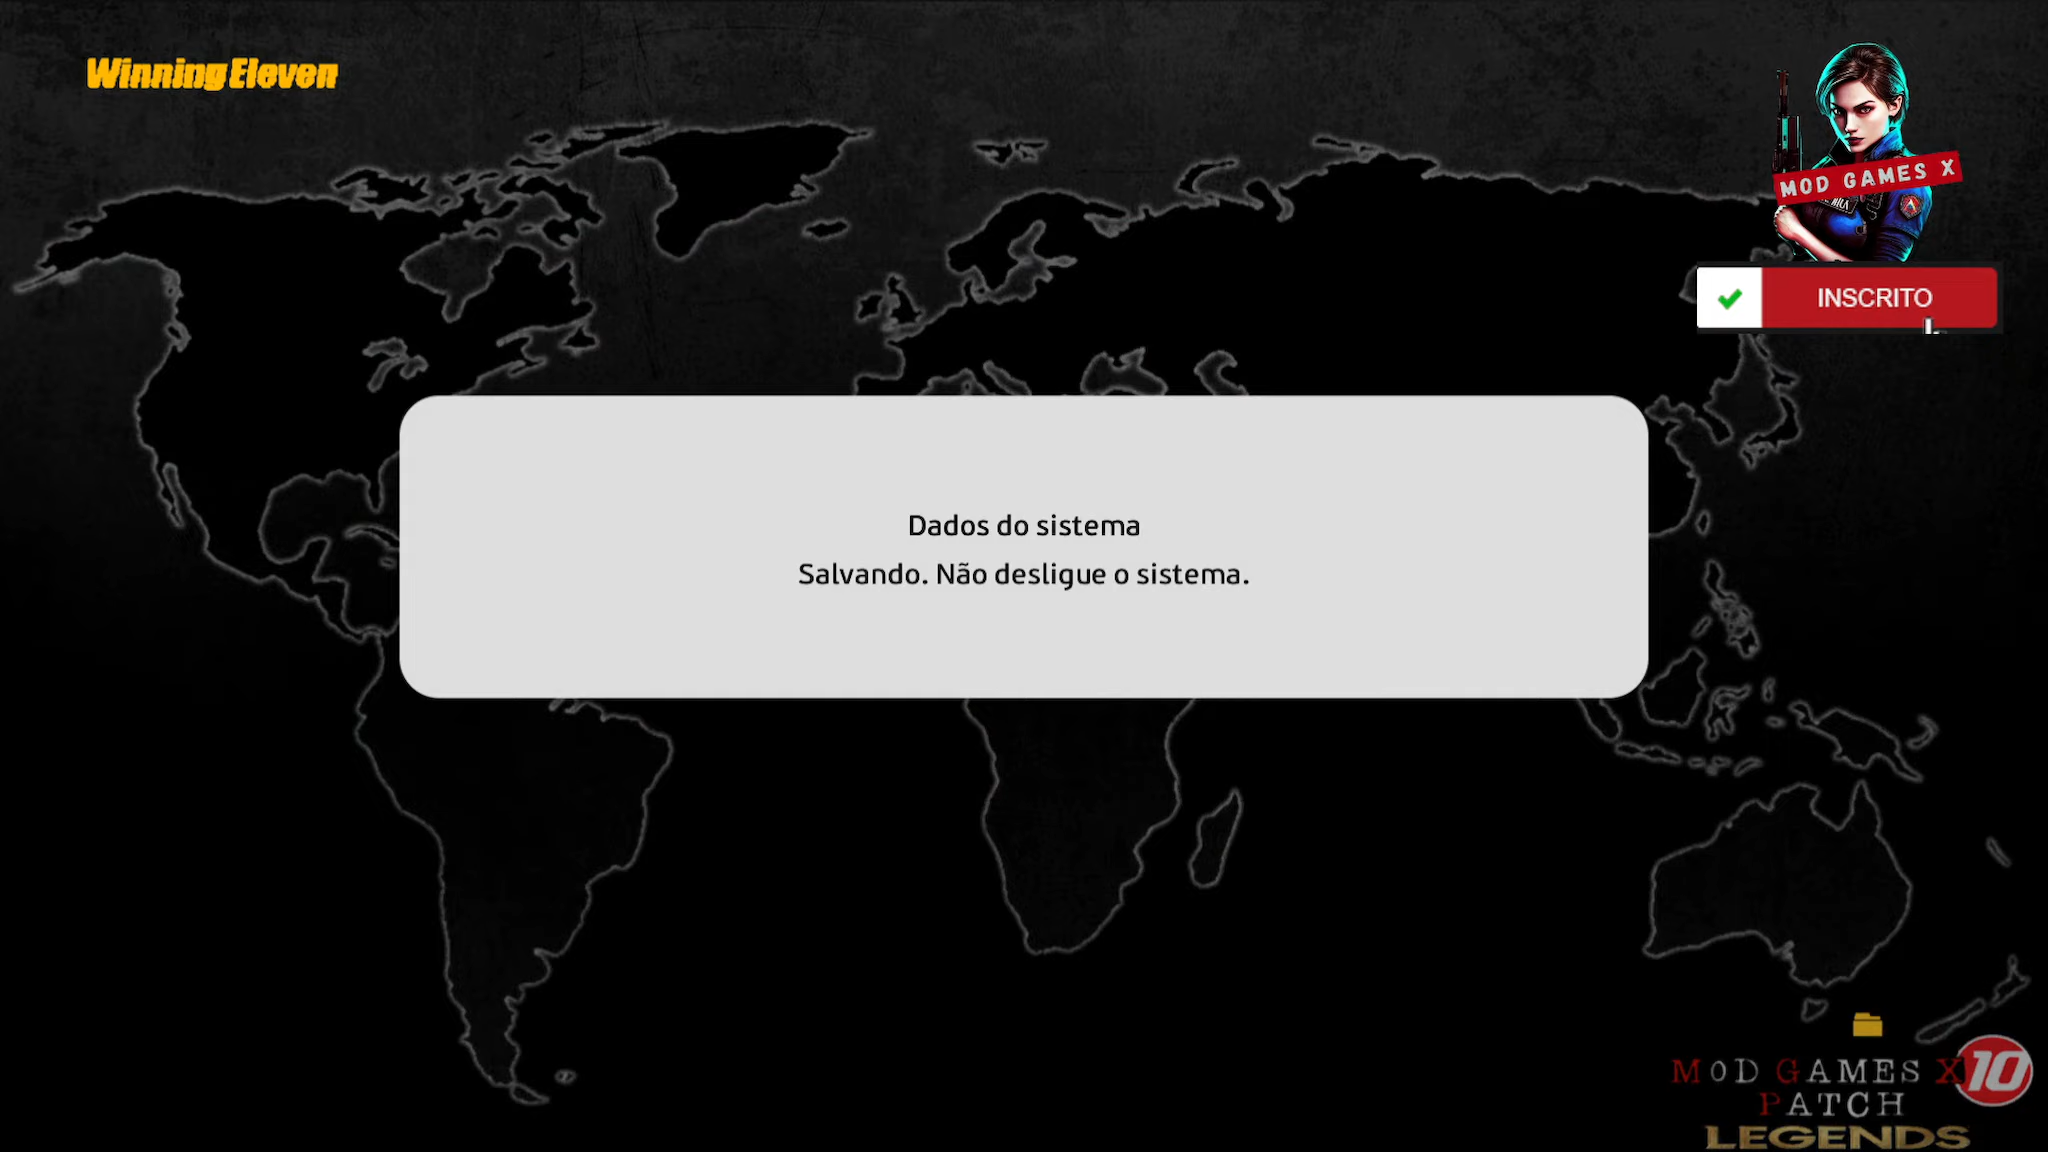 Winning Eleven
MOD GAMES X
INSCRITO
Dados do sistema
Salvando. Não desligue o sistema.
MOD GAMES X
10
PATCH
LEGENDS